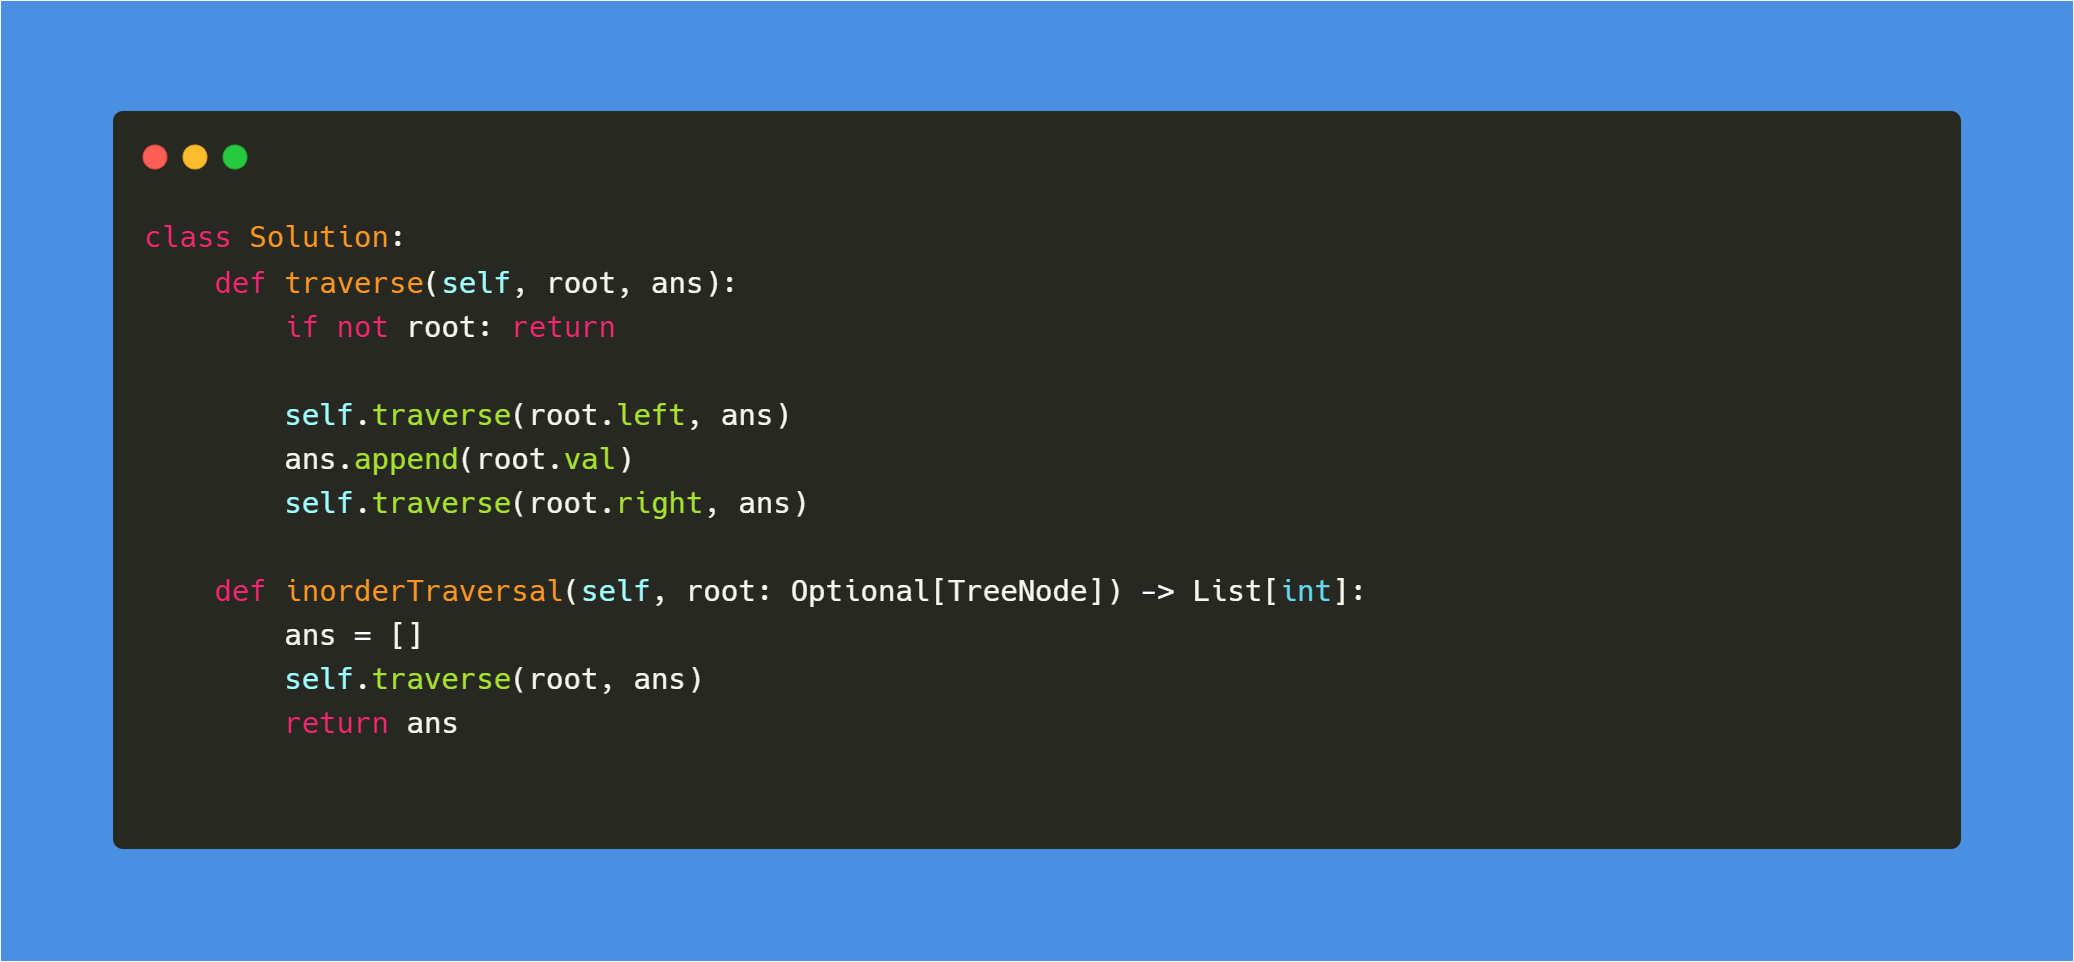 class Solution:
    def traverse(self, root, ans):
        if not root: return

        self.traverse(root.left, ans)
        ans.append(root.val)
        self.traverse(root.right, ans)

    def inorderTraversal(self, root: Optional[TreeNode]) -> List[int]:
        ans = []
        self.traverse(root, ans)
        return ans